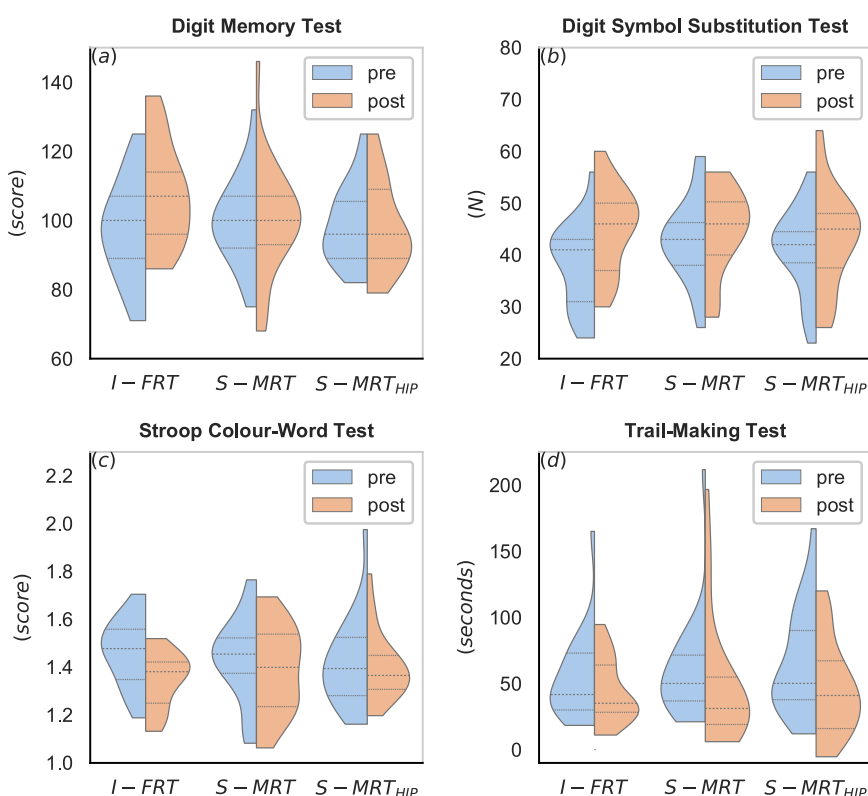 Digit Memory Test
(a)
pre
post
140
120
100
80
60
(score)
I − FRT S − MRT S − MRT_HIP
Digit Symbol Substitution Test
(b)
pre
post
80
70
60
50
40
30
20
(N)
I − FRT S − MRT S − MRT_HIP
Stroop Colour-Word Test
(c)
pre
post
2.2
2.0
1.8
1.6
1.4
1.2
1.0
(score)
I − FRT S − MRT S − MRT_HIP
Trail-Making Test
(d)
pre
post
200
150
100
50
0
(seconds)
I − FRT S − MRT S − MRT_HIP